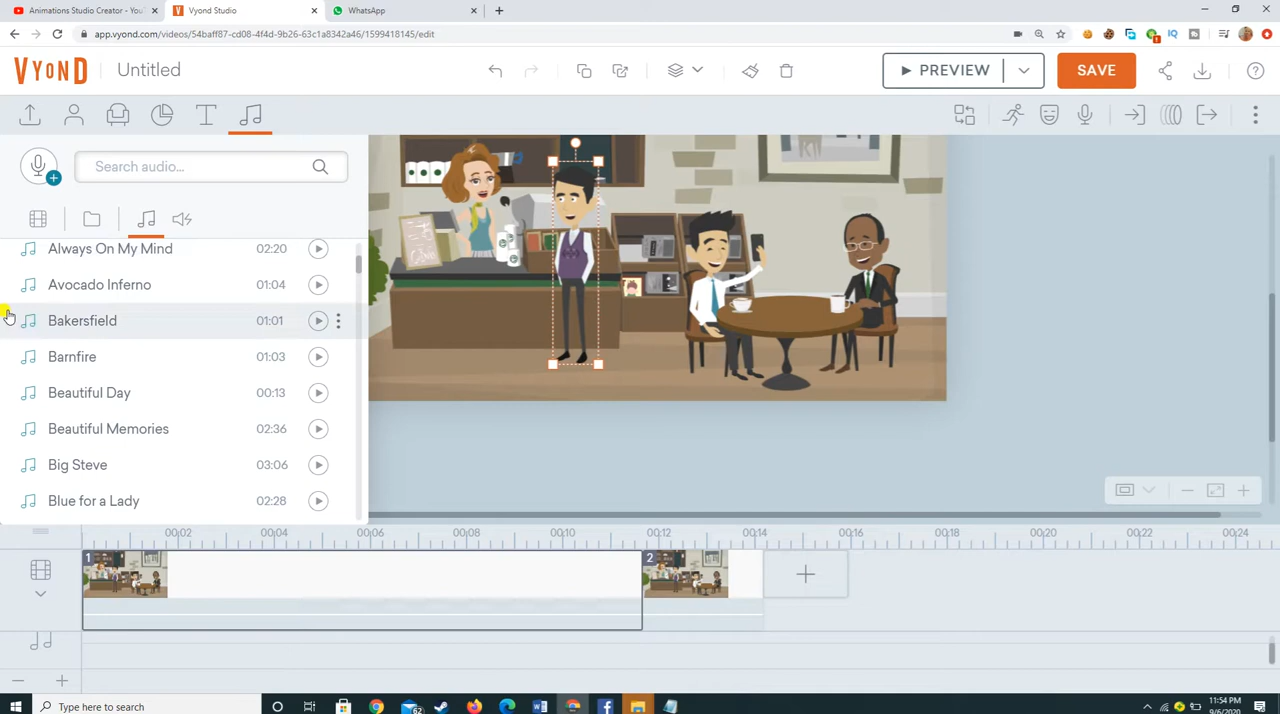 Animations Studio Creator - You
Vyond Studio
WhatsApp
app.vyond.com/videos/54baff87-cd08-4f4d-9b26-63c1a8342a46/1599418145/edit
VYOND
Untitled
PREVIEW
SAVE
Search audio...
Always On My Mind 02:20
Avocado Inferno 01:04
Bakersfield 01:01
Barnfire 01:03
Beautiful Day 00:13
Beautiful Memories 02:36
Big Steve 03:06
Blue for a Lady 02:28
00:02 00:04 00:06 00:08 00:10 00:12 00:14 00:16 00:18 00:20 00:22 00:24
1
2
Type here to search
62
11:54 PM
9/6/2020